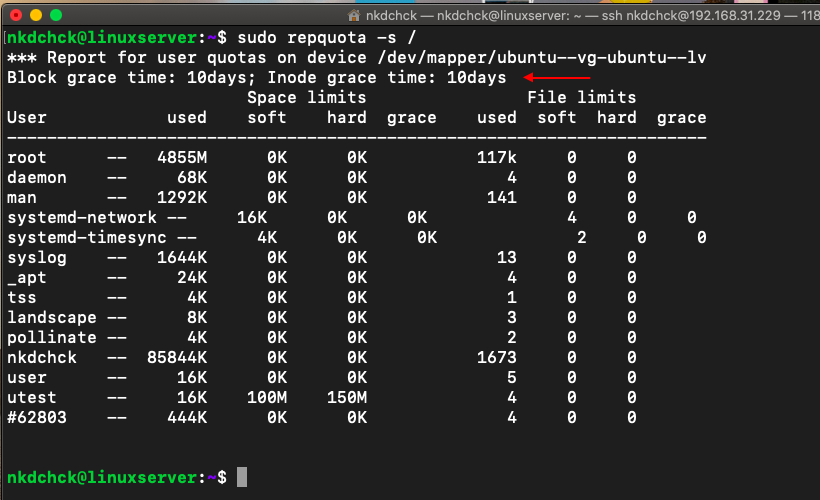 nkdchck — nkdchck@linuxserver: ~ — ssh nkdchck@192.168.31.229 — 118
nkdchck@linuxserver:~$ sudo repquota -s /
*** Report for user quotas on device /dev/mapper/ubuntu--vg-ubuntu--lv
Block grace time: 10days; Inode grace time: 10days
                        Space limits                File limits
User            used    soft    hard  grace    used  soft  hard  grace
----------------------------------------------------------------------
root      --   4855M      0K      0K           117k     0     0
daemon    --     68K      0K      0K              4     0     0
man       --   1292K      0K      0K            141     0     0
systemd-network --     16K      0K      0K              4     0     0
systemd-timesync --      4K      0K      0K              2     0     0
syslog    --   1644K      0K      0K             13     0     0
_apt      --     24K      0K      0K              4     0     0
tss       --      4K      0K      0K              1     0     0
landscape --      8K      0K      0K              3     0     0
pollinate --      4K      0K      0K              2     0     0
nkdchck   --  85844K      0K      0K           1673     0     0
user      --     16K      0K      0K              5     0     0
utest     --     16K    100M    150M              4     0     0
#62803    --    444K      0K      0K              4     0     0
nkdchck@linuxserver:~$